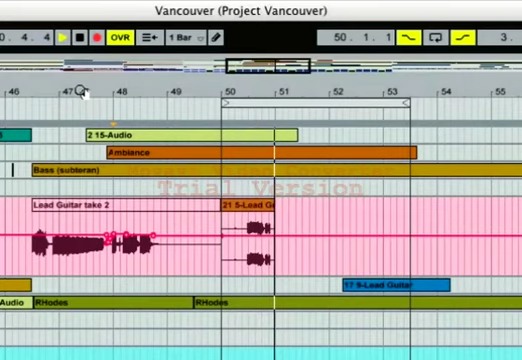 Vancouver (Project Vancouver)
0. 4. 4 OVR 1 Bar 50. 1. 1 3.
46 47 48 49 50 51 52 53 54 55
2 15-Audio
Ambiance
Bass (subteran)
Trial Version
Lead Guitar take 2 21 5-Lead G
17 9-Lead Guitar
Audio RHodes RHodes